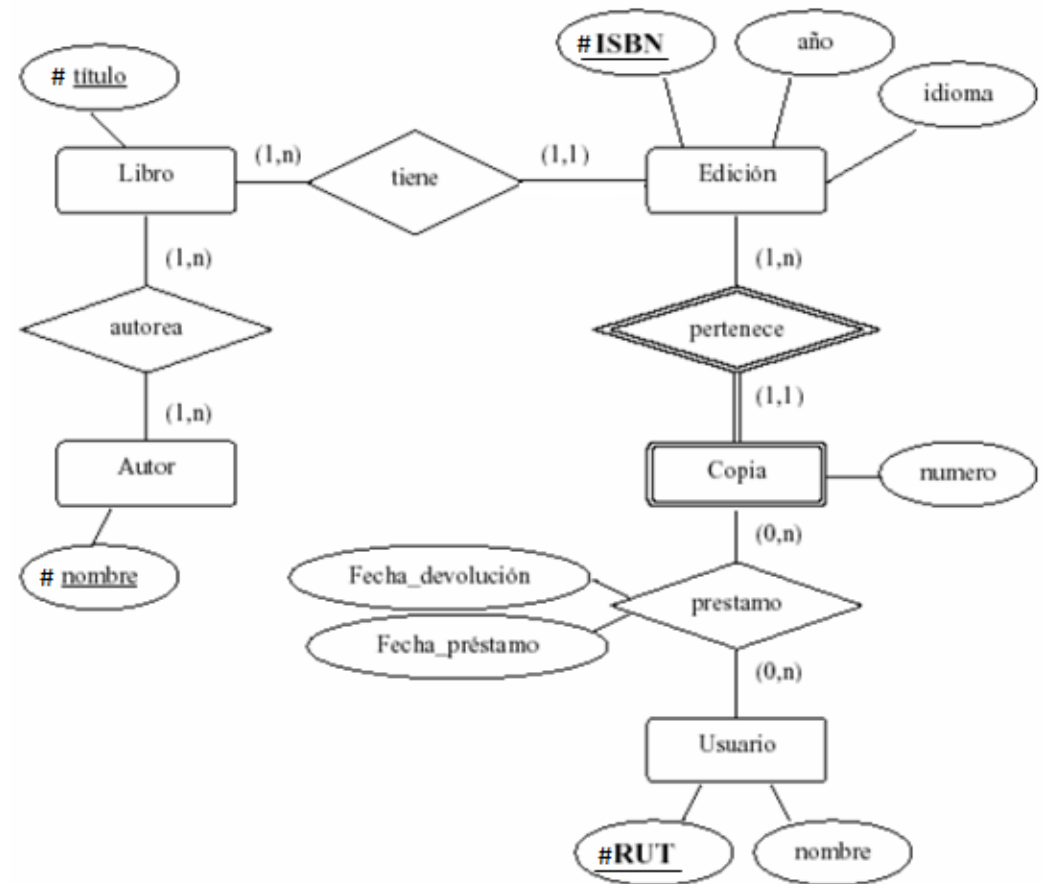 #ISBN
año
# título
idioma
(1,n)
(1,1)
Libro
tiene
Edición
(1,n)
(1,n)
autorea
pertenece
(1,n)
(1,1)
Autor
Copia
numero
(0,n)
# nombre
Fecha_devolución
prestamo
Fecha_préstamo
(0,n)
Usuario
#RUT
nombre